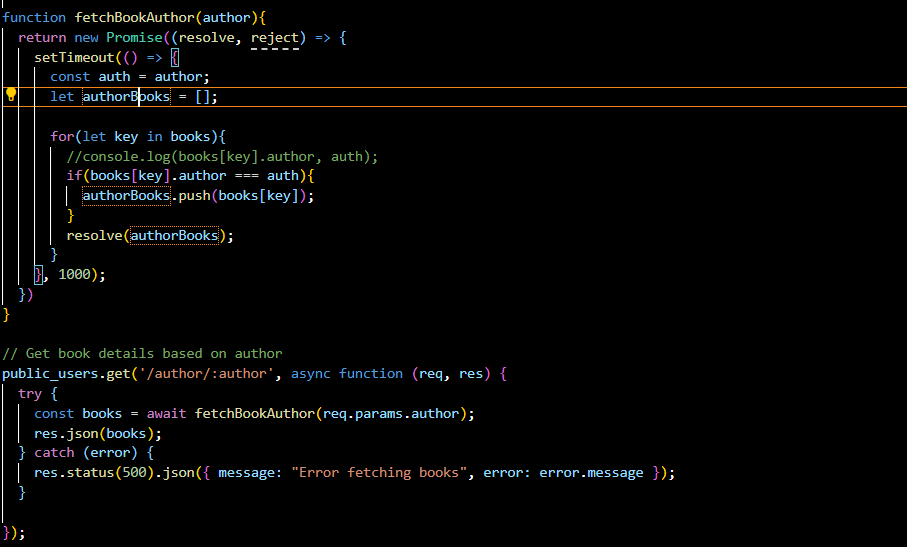 function fetchBookAuthor(author){
  return new Promise((resolve, reject) => {
    setTimeout(() => {
      const auth = author;
      let authorBooks = [];

      for(let key in books){
        //console.log(books[key].author, auth);
        if(books[key].author === auth){
          authorBooks.push(books[key]);
        }
        resolve(authorBooks);
      }
    }, 1000);
  })
}

// Get book details based on author
public_users.get('/author/:author', async function (req, res) {
  try {
    const books = await fetchBookAuthor(req.params.author);
    res.json(books);
  } catch (error) {
    res.status(500).json({ message: "Error fetching books", error: error.message });
  }

});